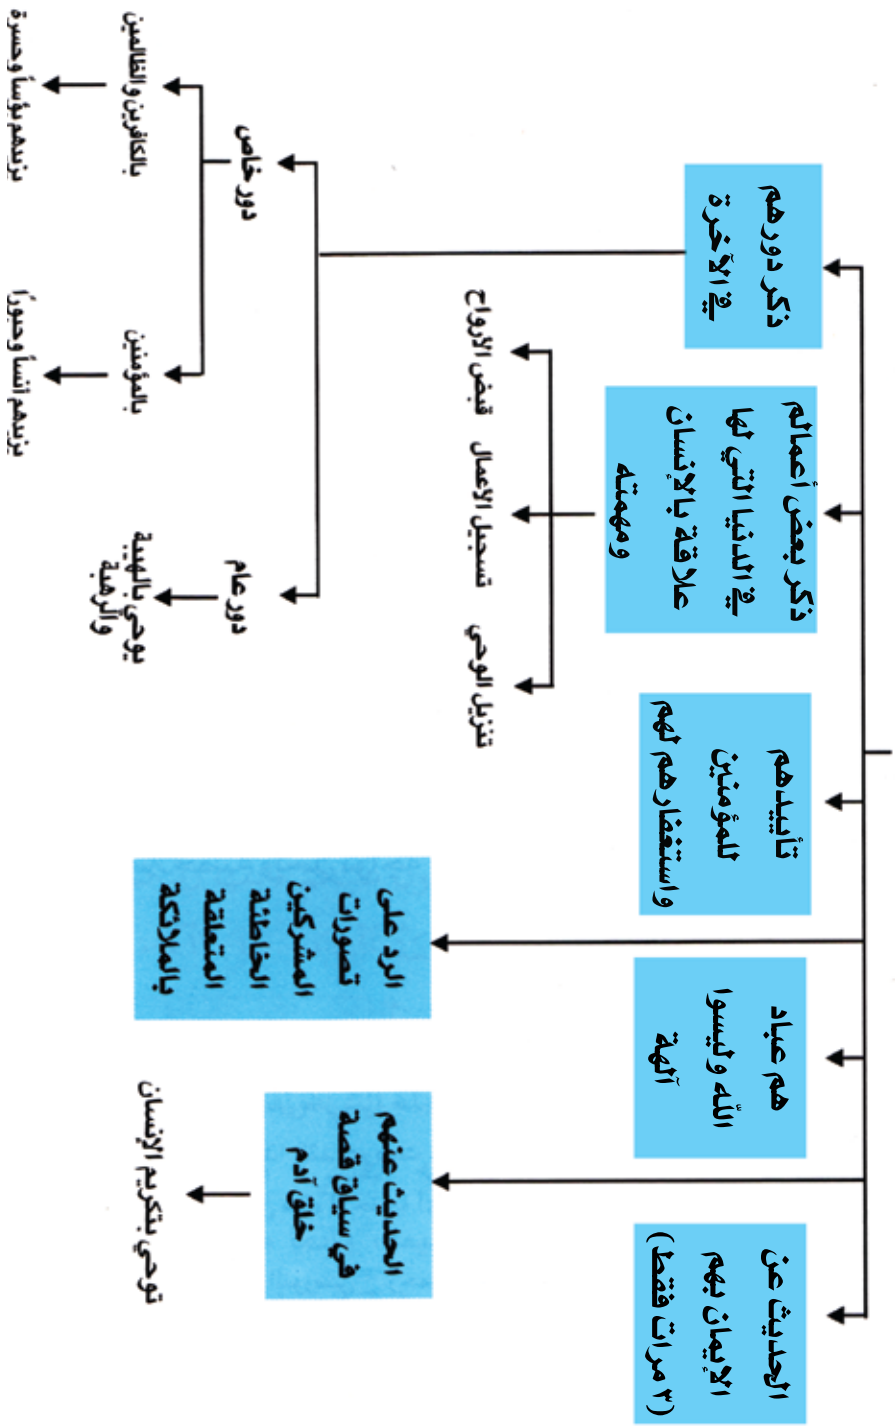 الحديث عن
الإيمان بهم
(٣ مرات فقط)
هم عباد
الله وليسوا
آلهة
تأييدهم
للمؤمنين
واستغفارهم لهم
ذكر بعض أعمالم
في الدنيا التي لها
علاقة بالإنسان
ومهمته
ذكر دورهم
في الآخرة
الحديث عنهم
في سياق قصة
خلق آدم
توحي بتكريم الإنسان
الرد على
تصورات
المشركين
الخاطئة
المتعلقة
بالملائكة
تنزيل الوحي
تسجيل الأعمال
قبض الأرواح
دور عام
يوحي بالهيبة
والرهبة
دور خاص
بالمؤمنين
يزيدهم أنساً وحبوراً
بالكافرين والظالمين
يزيدهم بؤساً وحسرة